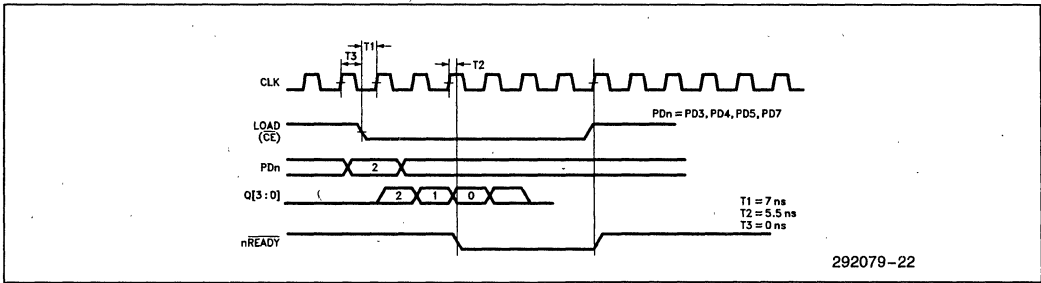 T1
T3
T2
CLK
PDn = PD3, PD4, PD5, PD7
LOAD
(CE)
PDn
2
Q[3:0]
2 1 0
T1 = 7 ns
T2 = 5.5 ns
T3 = 0 ns
nREADY
292079-22